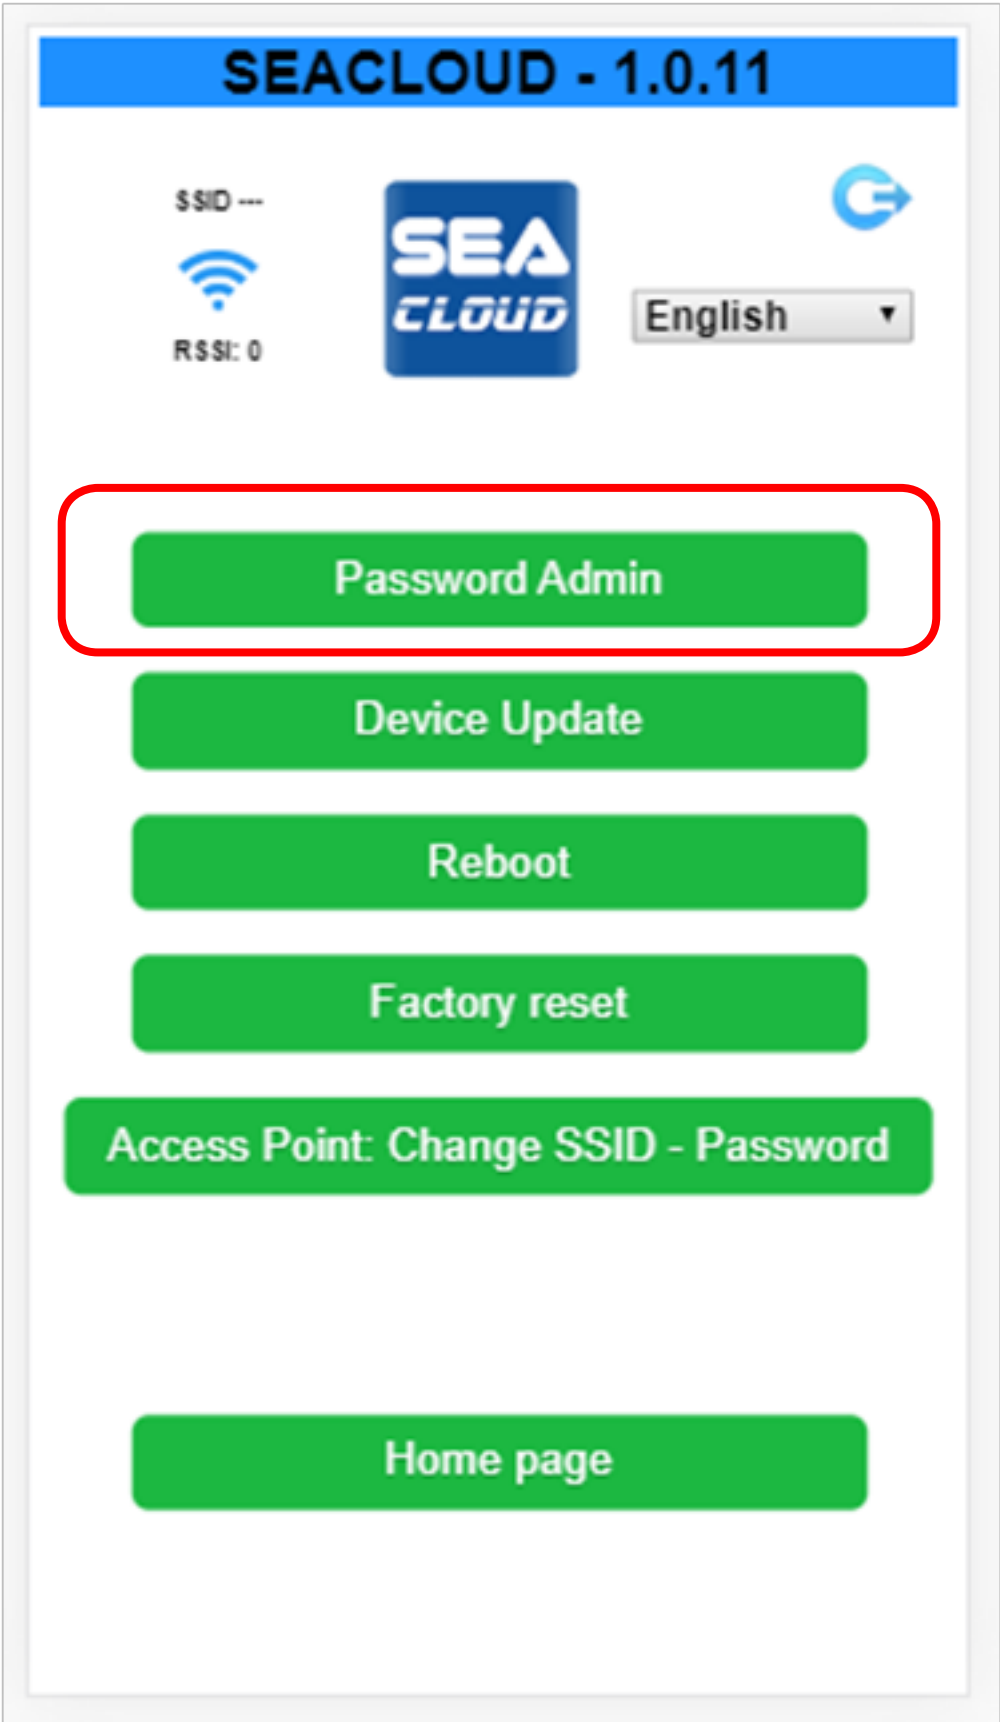 SEACLOUD - 1.0.11
SSID ---
SEA
CLOUD
English
RSSI: 0
Password Admin
Device Update
Reboot
Factory reset
Access Point: Change SSID - Password
Home page